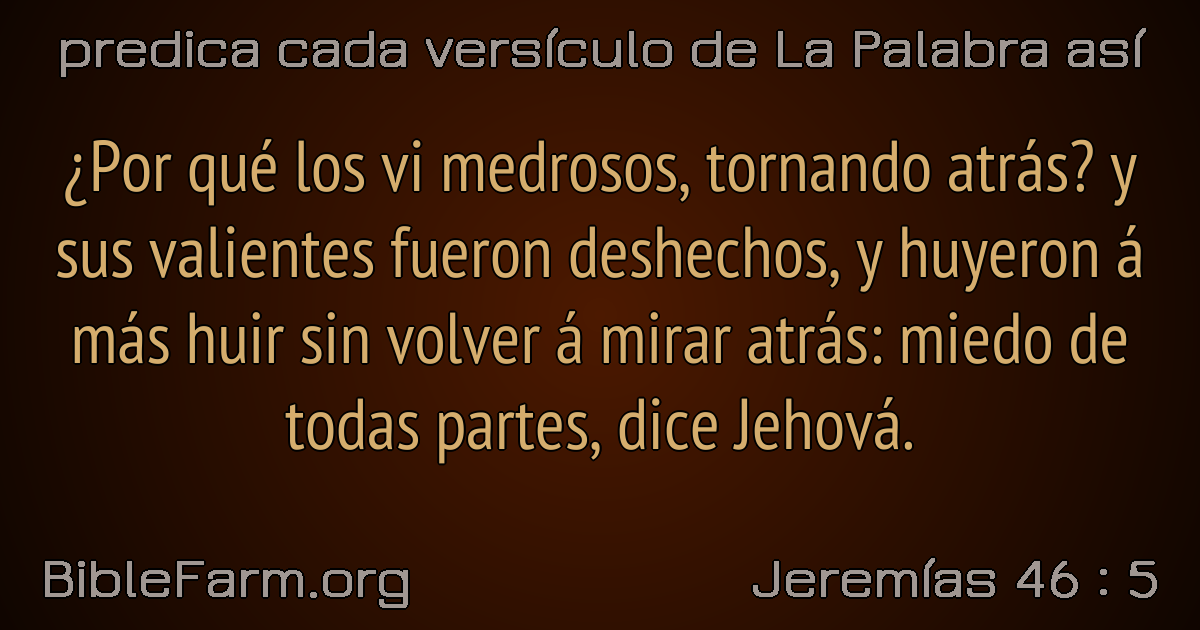 predica cada versículo de La Palabra así
¿Por qué los vi medrosos, tornando atrás? y
sus valientes fueron deshechos, y huyeron á
más huir sin volver á mirar atrás: miedo de
todas partes, dice Jehová.
BibleFarm.org
Jeremías 46 : 5